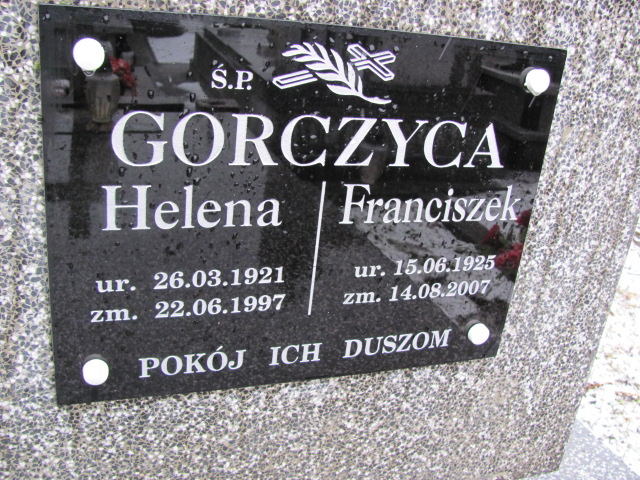 Ś.P.
GORCZYCA
Helena
ur. 26.03.1921
zm. 22.06.1997
Franciszek
ur. 15.06.1925
zm. 14.08.2007
POKÓJ ICH DUSZOM